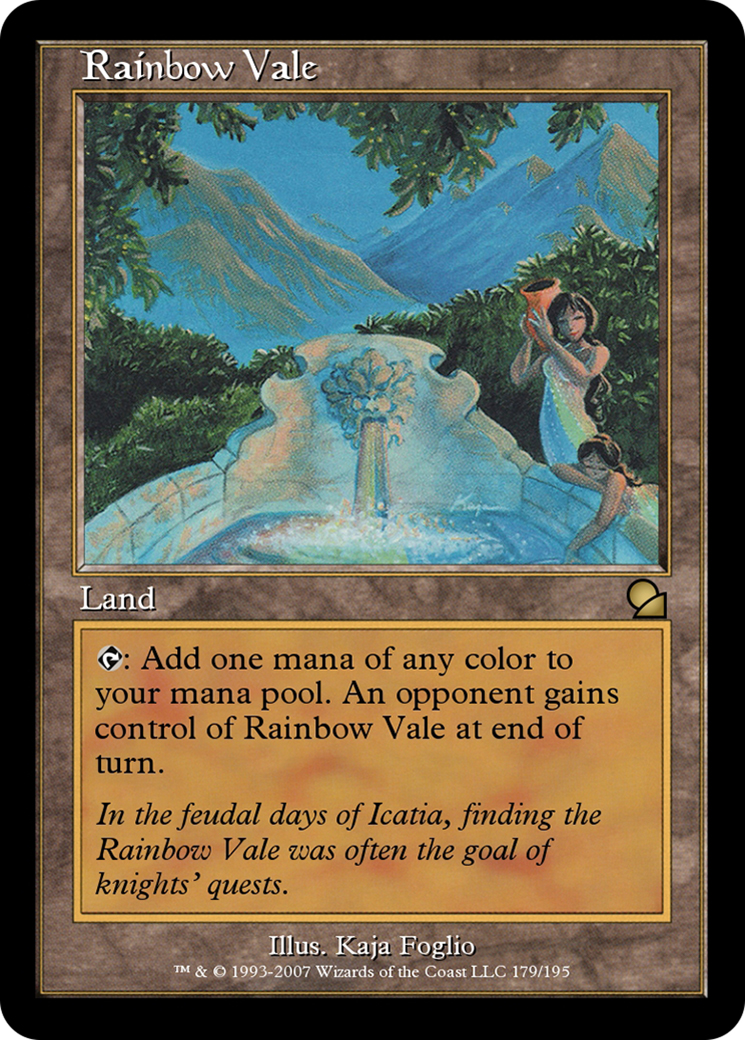 Rainbow Vale
Land
: Add one mana of any color to
your mana pool. An opponent gains
control of Rainbow Vale at end of
turn.
In the feudal days of Icatia, finding the
Rainbow Vale was often the goal of
knights’ quests.
Illus. Kaja Foglio
™ & © 1993-2007 Wizards of the Coast LLC 179/195